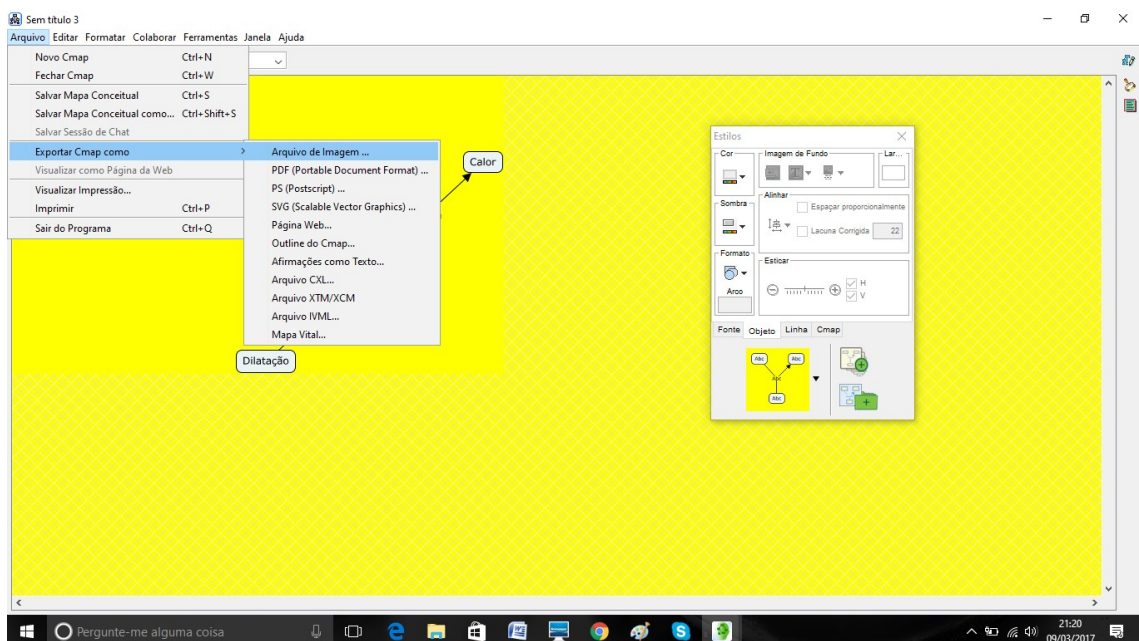 Sem título 3
Arquivo Editar Formatar Colaborar Ferramentas Janela Ajuda
Novo Cmap Ctrl+N
Fechar Cmap Ctrl+W
Salvar Mapa Conceitual Ctrl+S
Salvar Mapa Conceitual como... Ctrl+Shift+S
Salvar Sessão de Chat
Exportar Cmap como
Visualizar como Página da Web
Visualizar Impressão...
Imprimir Ctrl+P
Sair do Programa Ctrl+Q
Arquivo de Imagem ...
PDF (Portable Document Format) ...
PS (Postscript) ...
SVG (Scalable Vector Graphics) ...
Página Web...
Outline do Cmap...
Afirmações como Texto...
Arquivo CXL...
Arquivo XTM/XCM
Arquivo IVML...
Mapa Vital...
Calor
Dilatação
Estilos
Cor Imagem de Fundo Lar...
Sombra Alinhar
Espaçar proporcionalmente
Lacuna Corrigida 22
Formato Esticar
Arco
H
V
Fonte Objeto Linha Cmap
Abc Abc
Abc
Abc
Pergunte-me alguma coisa
21:20
09/03/2017